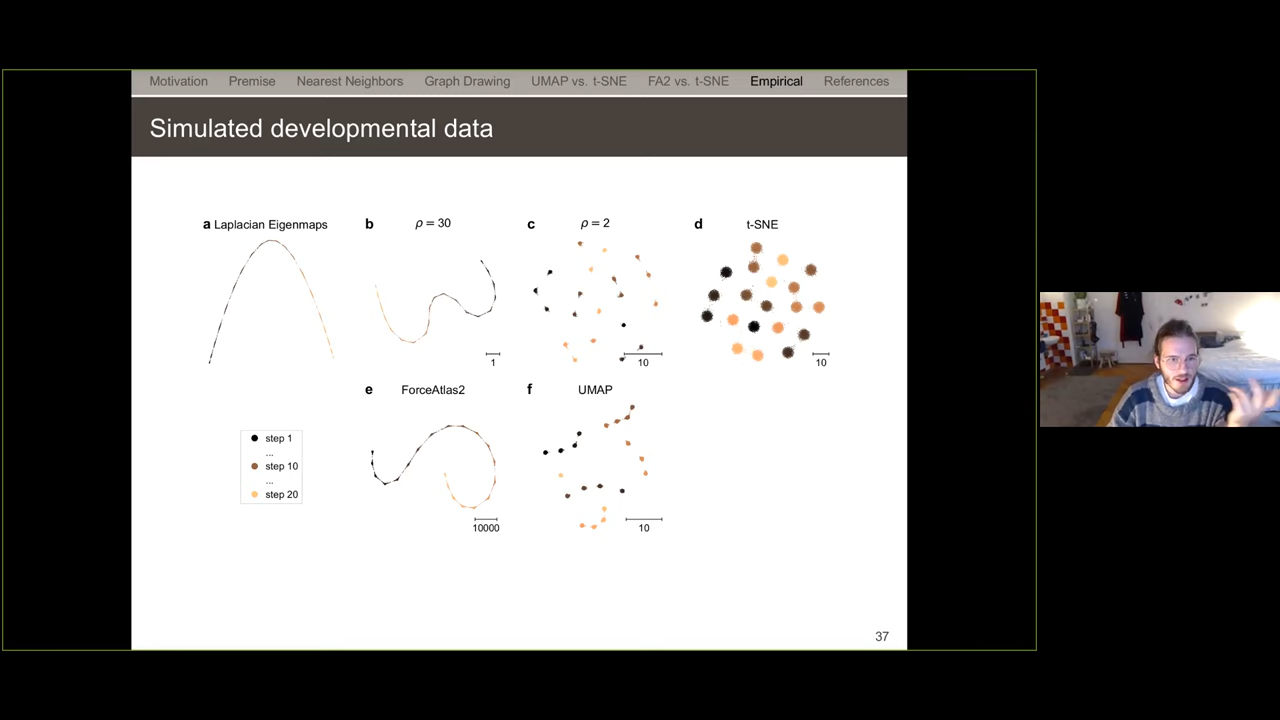 Motivation Premise Nearest Neighbors Graph Drawing UMAP vs. t-SNE FA2 vs. t-SNE Empirical References
Simulated developmental data
a Laplacian Eigenmaps
b ρ = 30
c ρ = 2
d t-SNE
1
10
10
e ForceAtlas2
f UMAP
step 1
...
step 10
...
step 20
10000
10
37